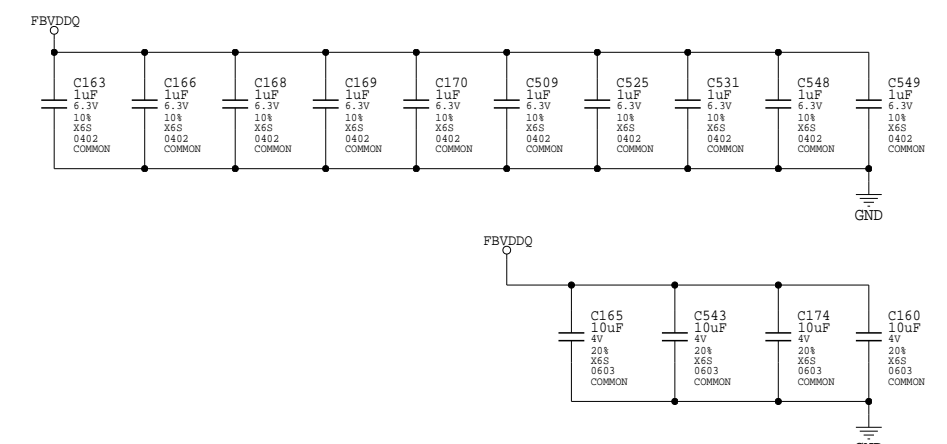 FBVDDQ
C163 C166 C168 C169 C170 C509 C525 C531 C548 C549
1uF 1uF 1uF 1uF 1uF 1uF 1uF 1uF 1uF 1uF
6.3V 6.3V 6.3V 6.3V 6.3V 6.3V 6.3V 6.3V 6.3V 6.3V
10% 10% 10% 10% 10% 10% 10% 10% 10% 10%
X6S X6S X6S X6S X6S X6S X6S X6S X6S X6S
0402 0402 0402 0402 0402 0402 0402 0402 0402 0402
COMMON COMMON COMMON COMMON COMMON COMMON COMMON COMMON COMMON COMMON
GND
FBVDDQ
C165 C543 C174 C160
10uF 10uF 10uF 10uF
4V 4V 4V 4V
20% 20% 20% 20%
X6S X6S X6S X6S
0603 0603 0603 0603
COMMON COMMON COMMON COMMON